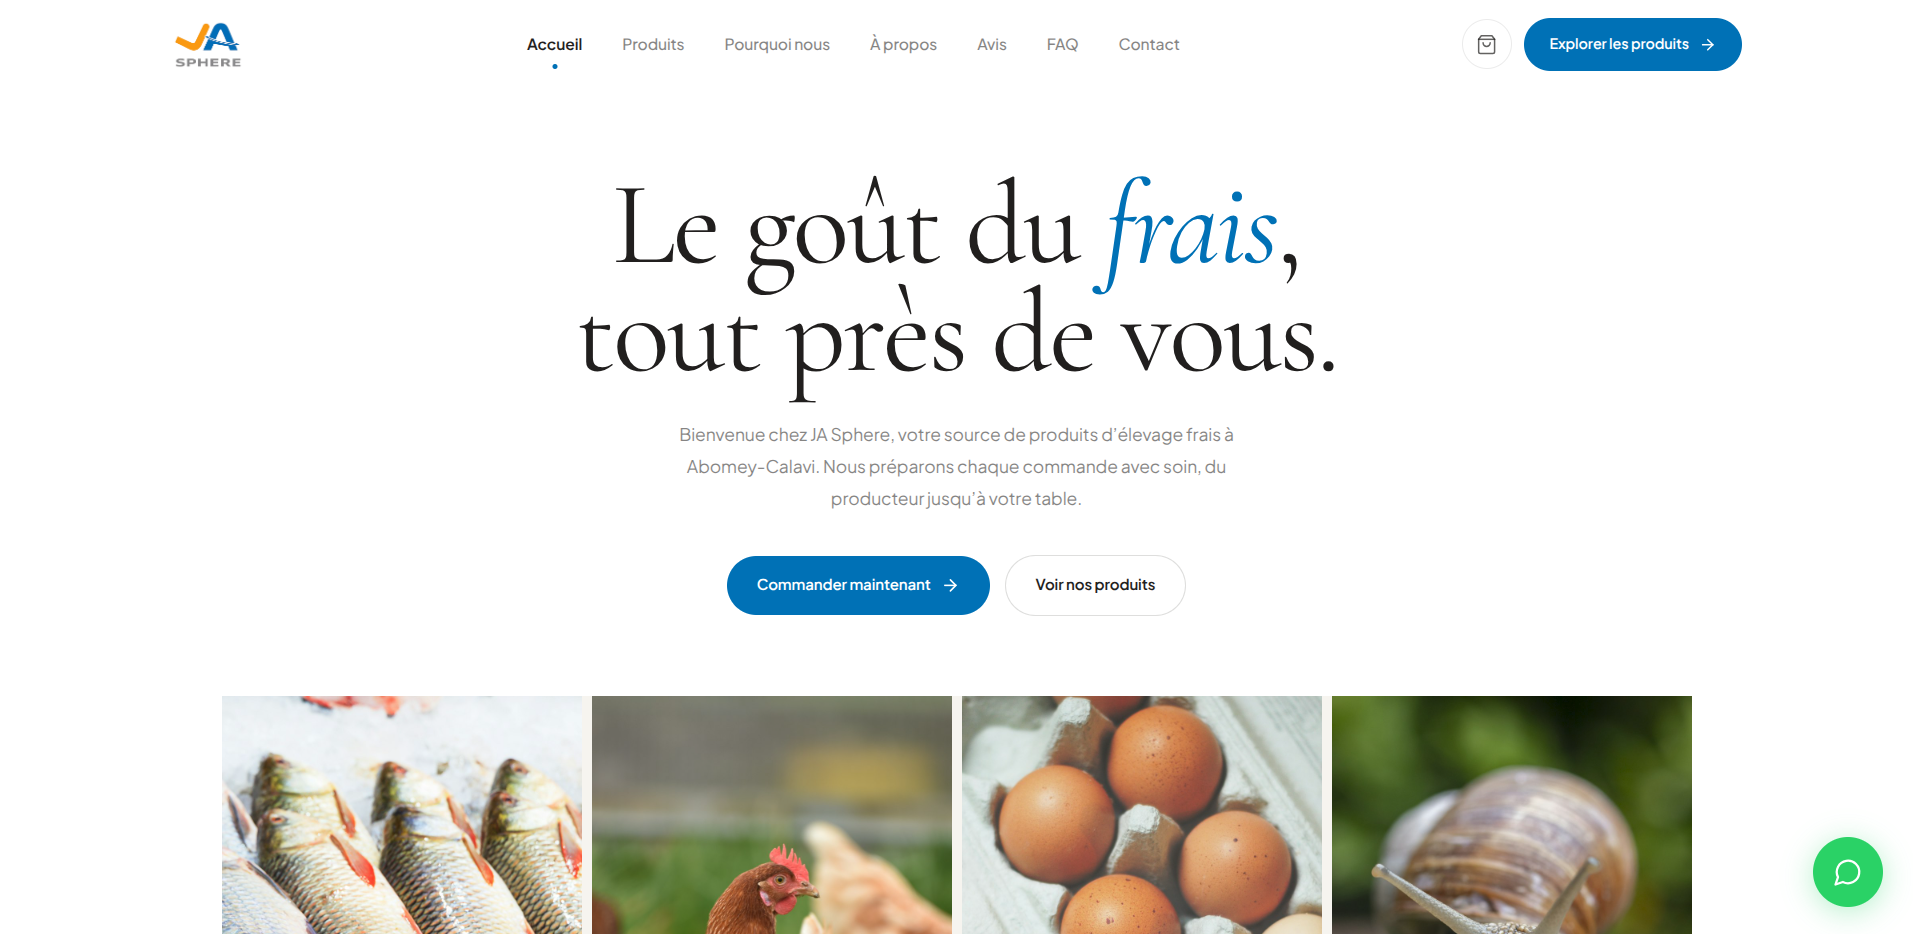 JA
SPHERE
Accueil
Produits
Pourquoi nous
À propos
Avis
FAQ
Contact
Explorer les produits
Le goût du frais,
tout près de vous.
Bienvenue chez JA Sphere, votre source de produits d’élevage frais à
Abomey-Calavi. Nous préparons chaque commande avec soin, du
producteur jusqu’à votre table.
Commander maintenant
Voir nos produits